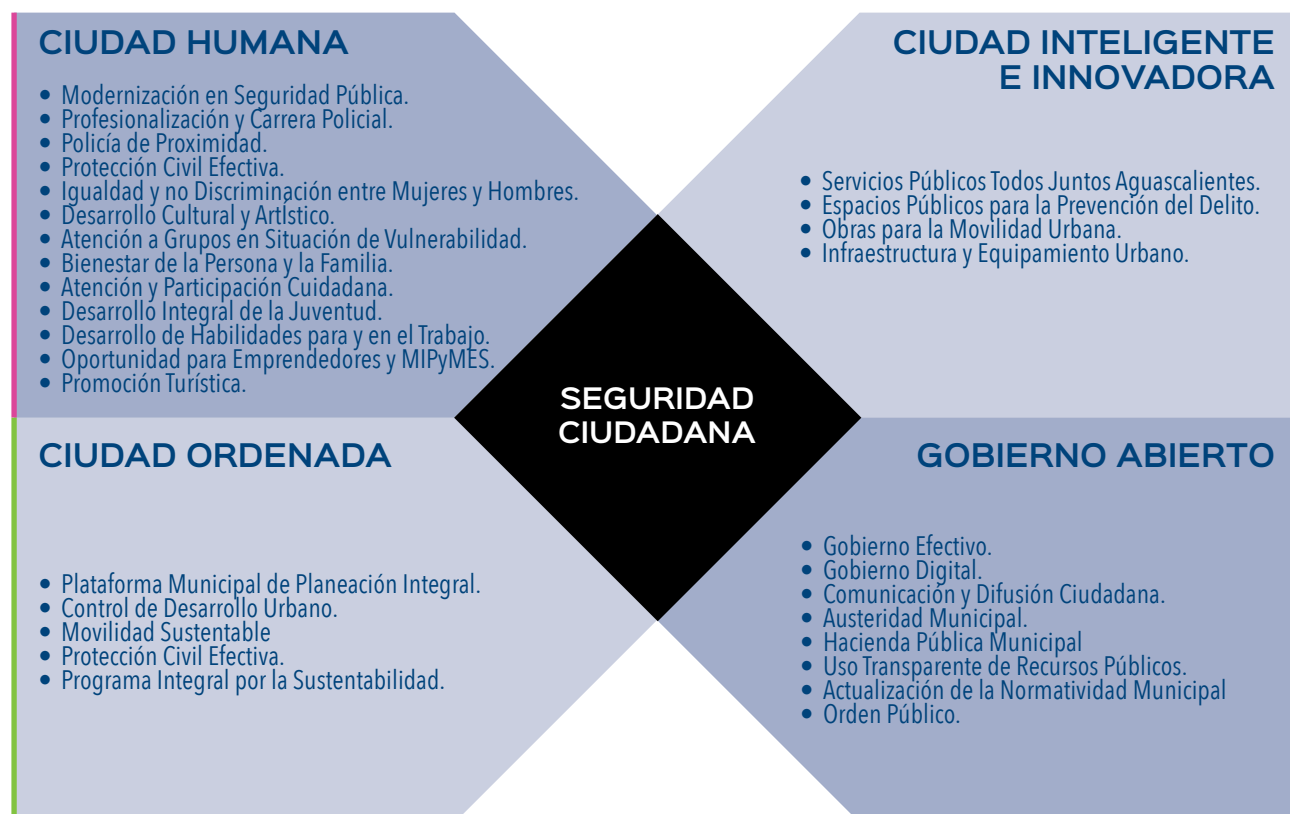 CIUDAD HUMANA
• Modernización en Seguridad Pública.
• Profesionalización y Carrera Policial.
• Policía de Proximidad.
• Protección Civil Efectiva.
• Igualdad y no Discriminación entre Mujeres y Hombres.
• Desarrollo Cultural y ArtÍstico.
• Atención a Grupos en Situación de Vulnerabilidad.
• Bienestar de la Persona y la Familia.
• Atención y Participación Cuidadana.
• Desarrollo Integral de la Juventud.
• Desarrollo de Habilidades para y en el Trabajo.
• Oportunidad para Emprendedores y MIPyMES.
• Promoción Turística.
CIUDAD INTELIGENTE
E INNOVADORA
• Servicios Públicos Todos Juntos Aguascalientes.
• Espacios Públicos para la Prevención del Delito.
• Obras para la Movilidad Urbana.
• Infraestructura y Equipamiento Urbano.
SEGURIDAD
CIUDADANA
CIUDAD ORDENADA
• Plataforma Municipal de Planeación Integral.
• Control de Desarrollo Urbano.
• Movilidad Sustentable
• Protección Civil Efectiva.
• Programa Integral por la Sustentabilidad.
GOBIERNO ABIERTO
• Gobierno Efectivo.
• Gobierno Digital.
• Comunicación y Difusión Ciudadana.
• Austeridad Municipal.
• Hacienda Pública Municipal
• Uso Transparente de Recursos Públicos.
• Actualización de la Normatividad Municipal
• Orden Público.